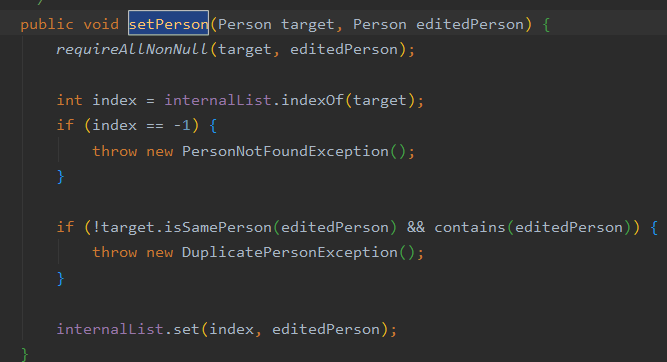 */
public void setPerson(Person target, Person editedPerson) {
requireAllNonNull(target, editedPerson);
int index = internalList.indexOf(target);
if (index == -1) {
throw new PersonNotFoundException();
}
if (!target.isSamePerson(editedPerson) && contains(editedPerson)) {
throw new DuplicatePersonException();
}
internalList.set(index, editedPerson);
}